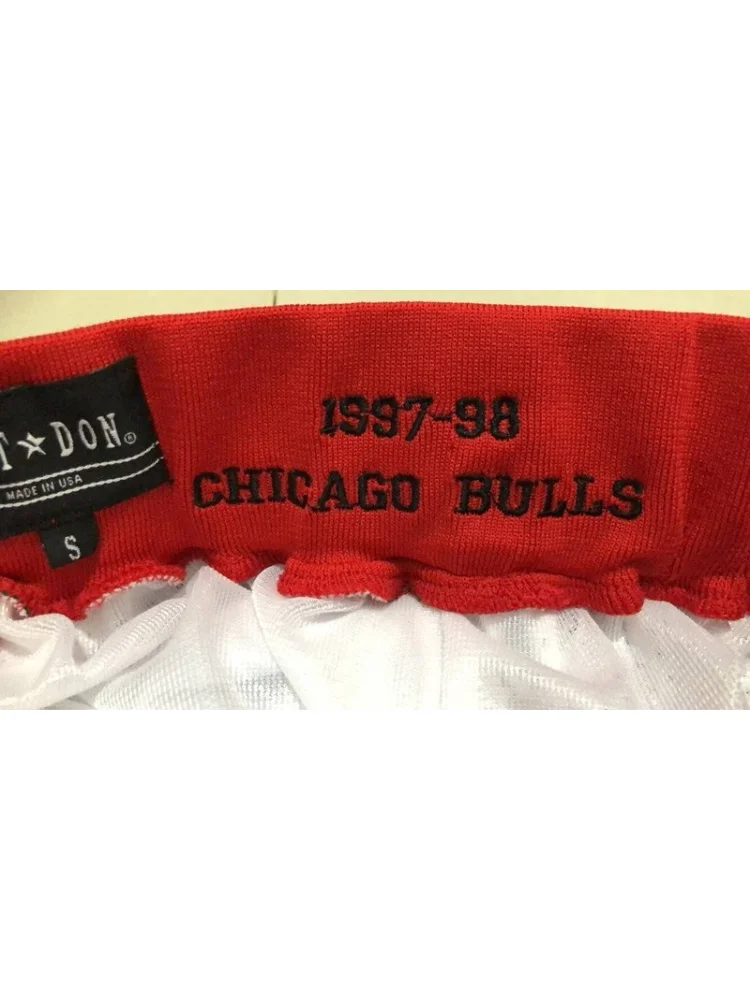 T★DON®
MADE IN USA
S
1997-98
CHICAGO BULLS